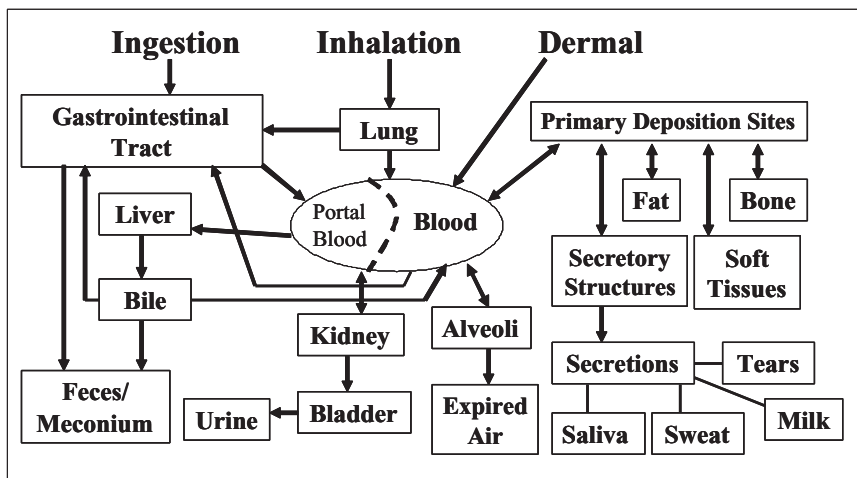 Ingestion
Inhalation
Dermal
Gastrointestinal
Tract
Lung
Primary Deposition Sites
Liver
Portal
Blood
Blood
Fat
Bone
Secretory
Structures
Soft
Tissues
Bile
Kidney
Alveoli
Feces/
Meconium
Urine
Bladder
Expired
Air
Secretions
Tears
Saliva
Sweat
Milk